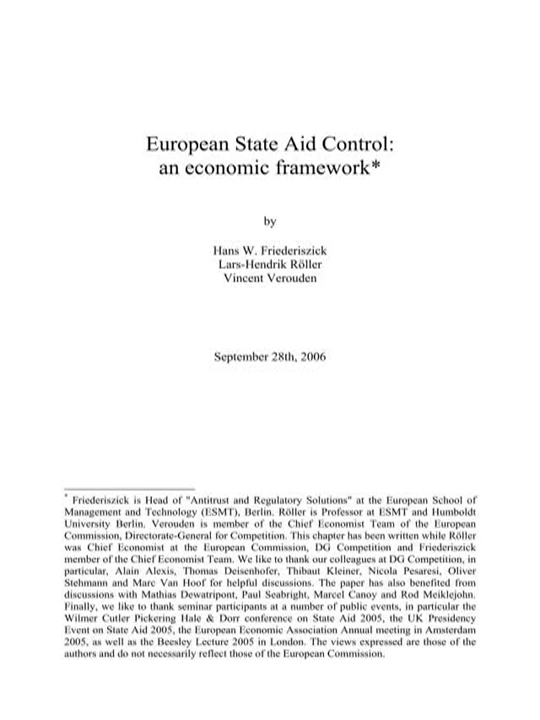 European State Aid Control:
an economic framework*
by
Hans W. Friederiszick
Lars-Hendrik Röller
Vincent Verouden
September 28th, 2006
* Friederiszick is Head of "Antitrust and Regulatory Solutions" at the European School of
Management and Technology (ESMT), Berlin. Röller is Professor at ESMT and Humboldt
University Berlin. Verouden is member of the Chief Economist Team of the European
Commission, Directorate-General for Competition. This chapter has been written while Röller
was Chief Economist at the European Commission, DG Competition and Friederiszick
member of the Chief Economist Team. We like to thank our colleagues at DG Competition, in
particular, Alain Alexis, Thomas Deisenhofer, Thibaut Kleiner, Nicola Pesaresi, Oliver
Stehmann and Marc Van Hoof for helpful discussions. The paper has also benefited from
discussions with Mathias Dewatripont, Paul Seabright, Marcel Canoy and Rod Meiklejohn.
Finally, we like to thank seminar participants at a number of public events, in particular the
Wilmer Cutler Pickering Hale & Dorr conference on State Aid 2005, the UK Presidency
Event on State Aid 2005, the European Economic Association Annual meeting in Amsterdam
2005, as well as the Beesley Lecture 2005 in London. The views expressed are those of the
authors and do not necessarily reflect those of the European Commission.